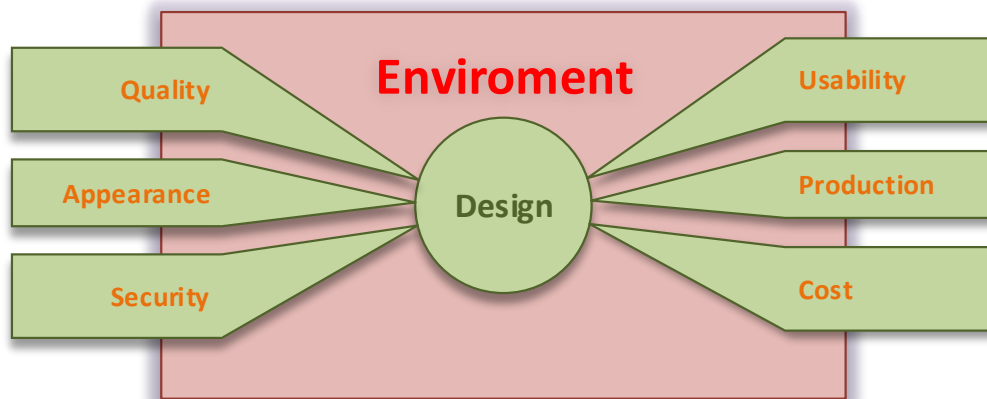 Enviroment
Quality
Usability
Appearance
Design
Production
Security
Cost